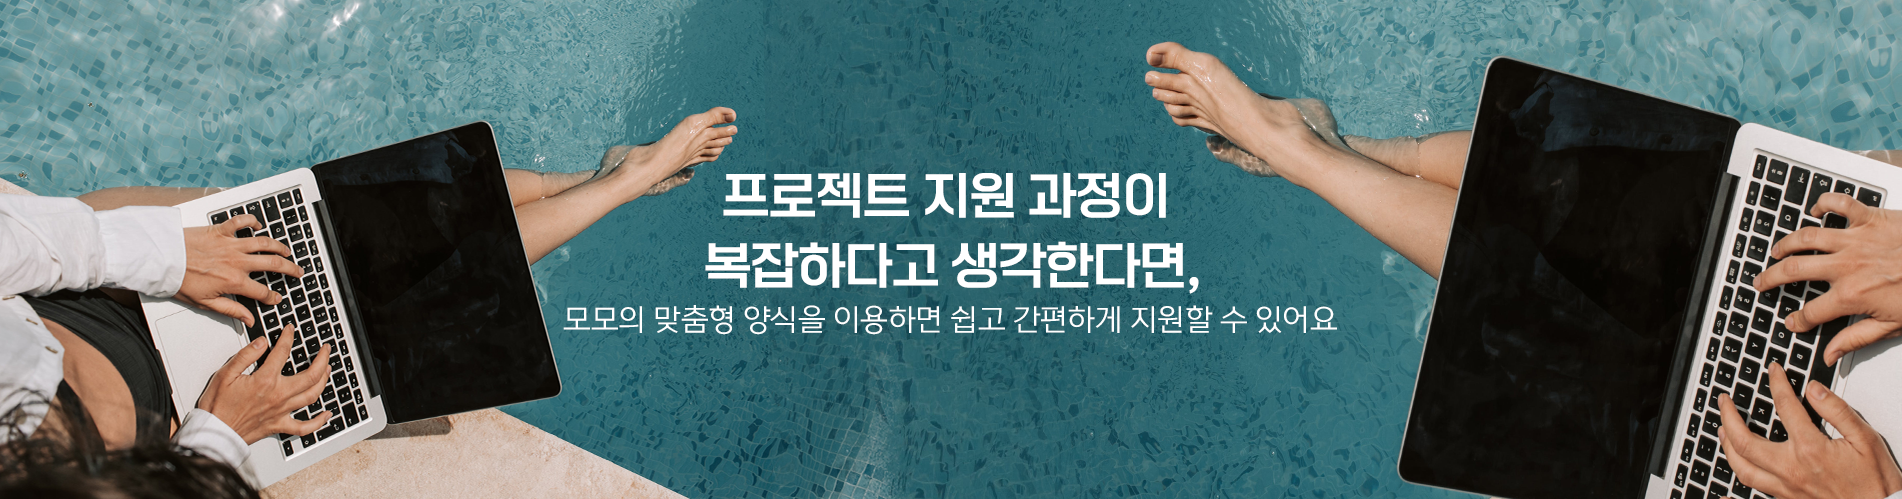 프로젝트 지원 과정이
복잡하다고 생각한다면,
모모의 맞춤형 양식을 이용하면 쉽고 간편하게 지원할 수 있어요